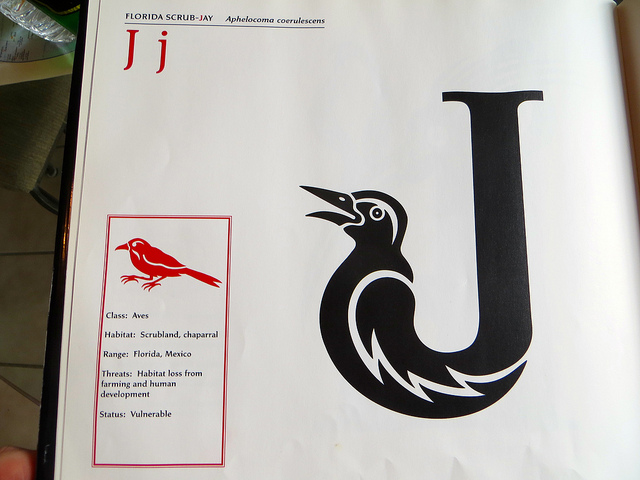 FLORIDA SCRUB-JAY Aphelocoma coerulescens
J j
J
Class: Aves
Habitat: Scrubland, chaparral
Range: Florida, Mexico
Threats: Habitat loss from
farming and human
development
Status: Vulnerable